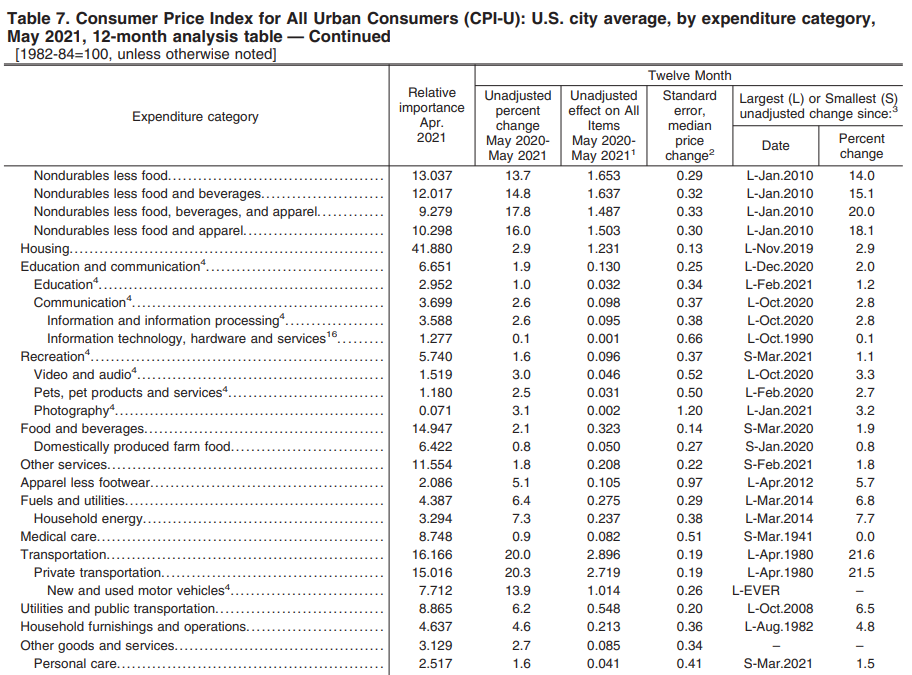 Table 7. Consumer Price Index for All Urban Consumers (CPI-U): U.S. city average, by expenditure category,
May 2021, 12-month analysis table — Continued
[1982-84=100, unless otherwise noted]
Expenditure category
Relative
importance
Apr.
2021
Twelve Month
Unadjusted
percent
change
May 2020-
May 2021
Unadjusted
effect on All
Items
May 2020-
May 2021¹
Standard
error,
median
price
change²
Largest (L) or Smallest (S)
unadjusted change since:³
Date
Percent
change
Nondurables less food 13.037 13.7 1.653 0.29 L-Jan.2010 14.0
Nondurables less food and beverages 12.017 14.8 1.637 0.32 L-Jan.2010 15.1
Nondurables less food, beverages, and apparel 9.279 17.8 1.487 0.33 L-Jan.2010 20.0
Nondurables less food and apparel 10.298 16.0 1.503 0.30 L-Jan.2010 18.1
Housing 41.880 2.9 1.231 0.13 L-Nov.2019 2.9
Education and communication⁴ 6.651 1.9 0.130 0.25 L-Dec.2020 2.0
Education⁴ 2.952 1.0 0.032 0.34 L-Feb.2021 1.2
Communication⁴ 3.699 2.6 0.098 0.37 L-Oct.2020 2.8
Information and information processing⁴ 3.588 2.6 0.095 0.38 L-Oct.2020 2.8
Information technology, hardware and services¹⁶ 1.277 0.1 0.001 0.66 L-Oct.1990 0.1
Recreation⁴ 5.740 1.6 0.096 0.37 S-Mar.2021 1.1
Video and audio⁴ 1.519 3.0 0.046 0.52 L-Oct.2020 3.3
Pets, pet products and services⁴ 1.180 2.5 0.031 0.50 L-Feb.2020 2.7
Photography⁴ 0.071 3.1 0.002 1.20 L-Jan.2021 3.2
Food and beverages 14.947 2.1 0.323 0.14 S-Mar.2020 1.9
Domestically produced farm food 6.422 0.8 0.050 0.27 S-Jan.2020 0.8
Other services 11.554 1.8 0.208 0.22 S-Feb.2021 1.8
Apparel less footwear 2.086 5.1 0.105 0.97 L-Apr.2012 5.7
Fuels and utilities 4.387 6.4 0.275 0.29 L-Mar.2014 6.8
Household energy 3.294 7.3 0.237 0.38 L-Mar.2014 7.7
Medical care 8.748 0.9 0.082 0.51 S-Mar.1941 0.0
Transportation 16.166 20.0 2.896 0.19 L-Apr.1980 21.6
Private transportation 15.016 20.3 2.719 0.19 L-Apr.1980 21.5
New and used motor vehicles⁴ 7.712 13.9 1.014 0.26 L-EVER –
Utilities and public transportation 8.865 6.2 0.548 0.20 L-Oct.2008 6.5
Household furnishings and operations 4.637 4.6 0.213 0.36 L-Aug.1982 4.8
Other goods and services 3.129 2.7 0.085 0.34 – –
Personal care 2.517 1.6 0.041 0.41 S-Mar.2021 1.5